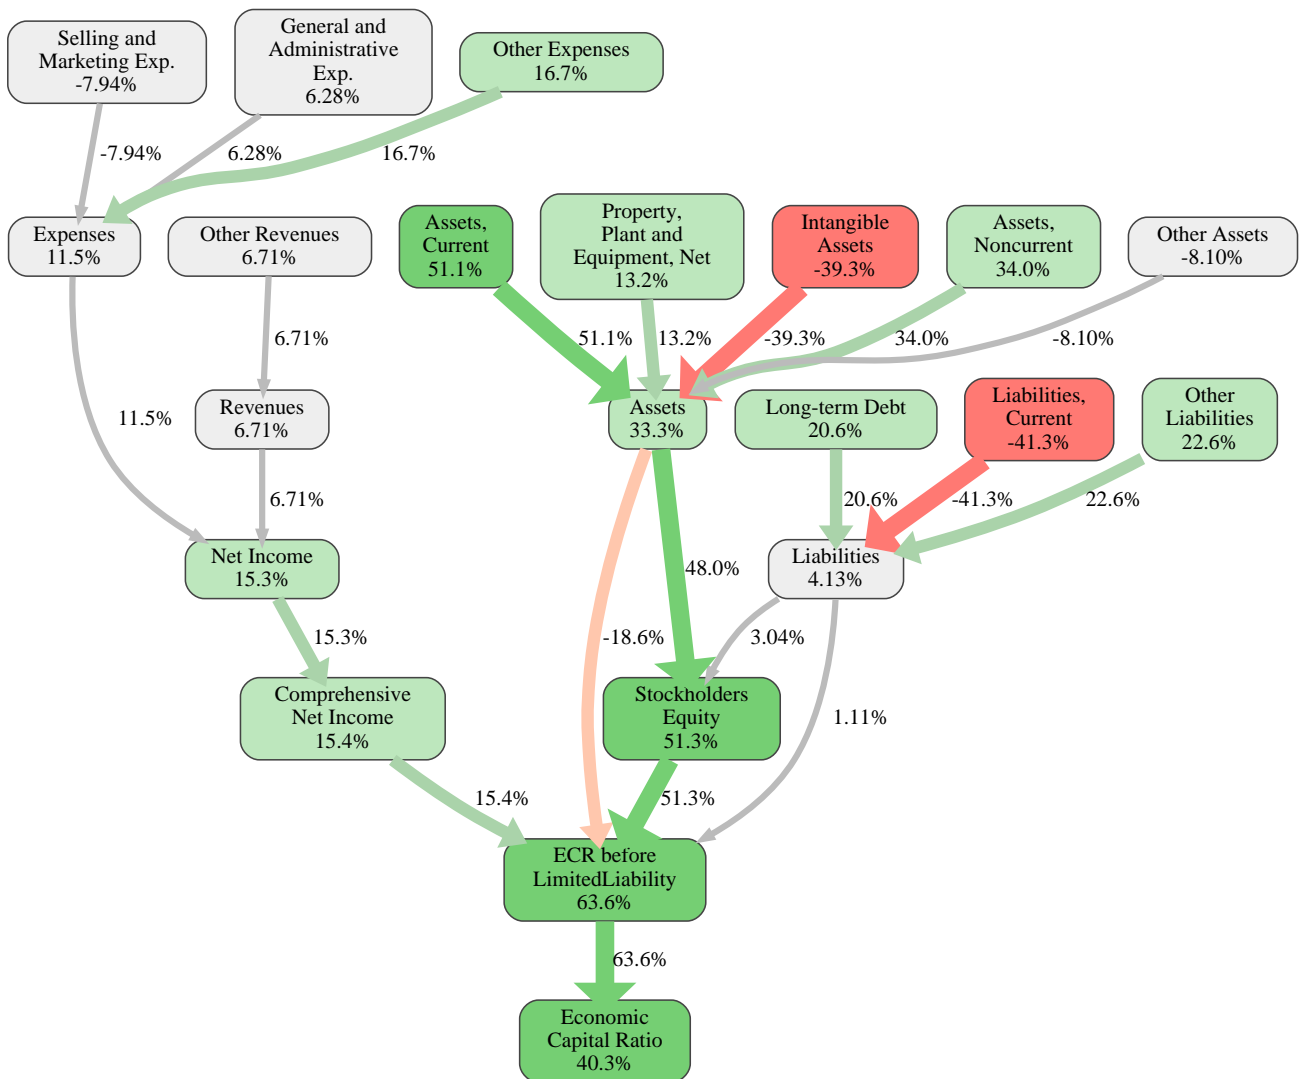 Selling and
Marketing Exp.
-7.94%
General and
Administrative
Exp.
6.28%
Other Expenses
16.7%
-7.94%
6.28%
16.7%
Expenses
11.5%
Other Revenues
6.71%
Assets,
Current
51.1%
Property,
Plant and
Equipment, Net
13.2%
Intangible
Assets
-39.3%
Assets,
Noncurrent
34.0%
Other Assets
-8.10%
6.71%
51.1%
13.2%
-39.3%
34.0%
-8.10%
11.5%
Revenues
6.71%
Assets
33.3%
Long-term Debt
20.6%
Liabilities,
Current
-41.3%
Other
Liabilities
22.6%
6.71%
20.6%
-41.3%
22.6%
Net Income
15.3%
48.0%
Liabilities
4.13%
15.3%
-18.6%
3.04%
Comprehensive
Net Income
15.4%
Stockholders
Equity
51.3%
1.11%
15.4%
51.3%
ECR before
LimitedLiability
63.6%
63.6%
Economic
Capital Ratio
40.3%